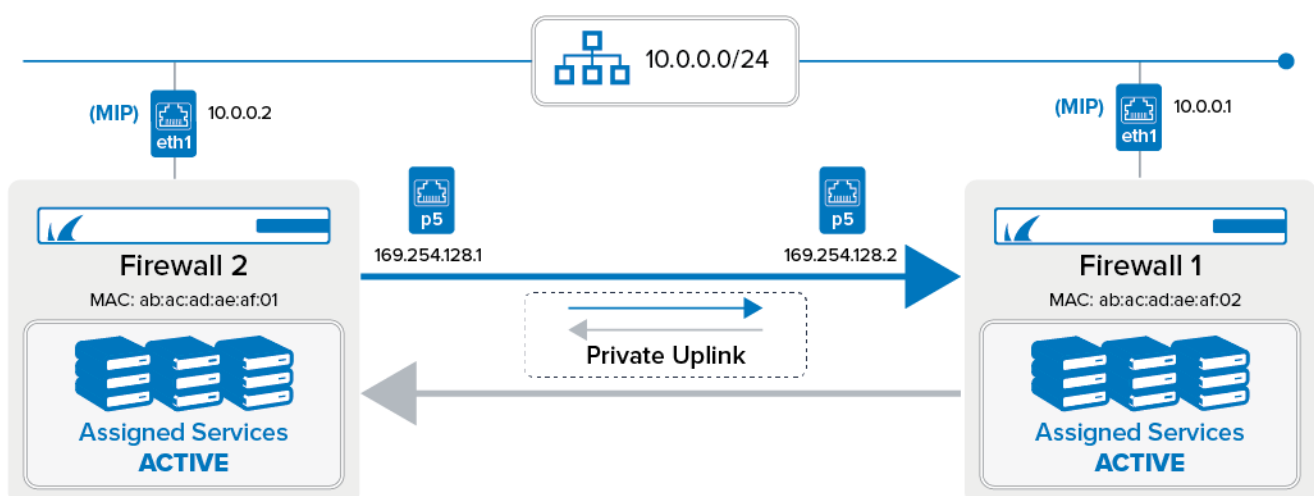 10.0.0.0/24
(MIP)
eth1
10.0.0.2
(MIP)
eth1
10.0.0.1
p5
169.254.128.1
p5
169.254.128.2
Firewall 2
MAC: ab:ac:ad:ae:af:01
Assigned Services
ACTIVE
Private Uplink
Firewall 1
MAC: ab:ac:ad:ae:af:02
Assigned Services
ACTIVE